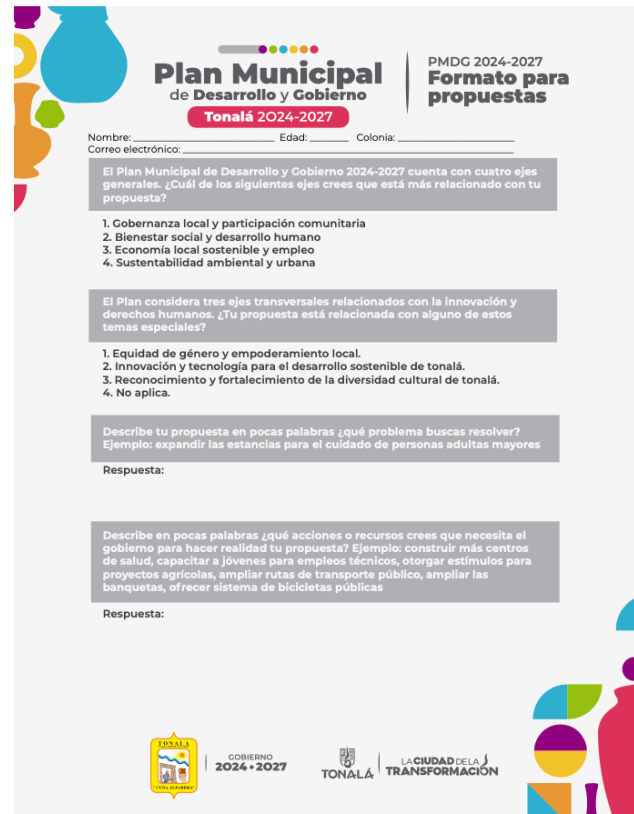 Plan Municipal
de Desarrollo y Gobierno
Tonalá 2024-2027
PMDG 2024-2027
Formato para
propuestas
Nombre: ______________________ Edad: ______ Colonia: __________________
Correo electrónico: ____________________________________________________
El Plan Municipal de Desarrollo y Gobierno 2024-2027 cuenta con cuatro ejes
generales. ¿Cuál de los siguientes ejes crees que está más relacionado con tu
propuesta?
1. Gobernanza local y participación comunitaria
2. Bienestar social y desarrollo humano
3. Economía local sostenible y empleo
4. Sustentabilidad ambiental y urbana
El Plan considera tres ejes transversales relacionados con la innovación y
derechos humanos. ¿Tu propuesta está relacionada con alguno de estos
temas especiales?
1. Equidad de género y empoderamiento local.
2. Innovación y tecnología para el desarrollo sostenible de tonalá.
3. Reconocimiento y fortalecimiento de la diversidad cultural de tonalá.
4. No aplica.
Describe tu propuesta en pocas palabras ¿qué problema buscas resolver?
Ejemplo: expandir las estancias para el cuidado de personas adultas mayores
Respuesta:
Describe en pocas palabras ¿qué acciones o recursos crees que necesita el
gobierno para hacer realidad tu propuesta? Ejemplo: construir más centros
de salud, capacitar a jóvenes para empleos técnicos, otorgar estímulos para
proyectos agrícolas, ampliar rutas de transporte público, ampliar las
banquetas, ofrecer sistema de bicicletas públicas
Respuesta:
TONALÁ
"CUNA ALFARERA"
GOBIERNO
2024•2027
TONALÁ
LA CIUDAD DE LA
TRANSFORMACIÓN